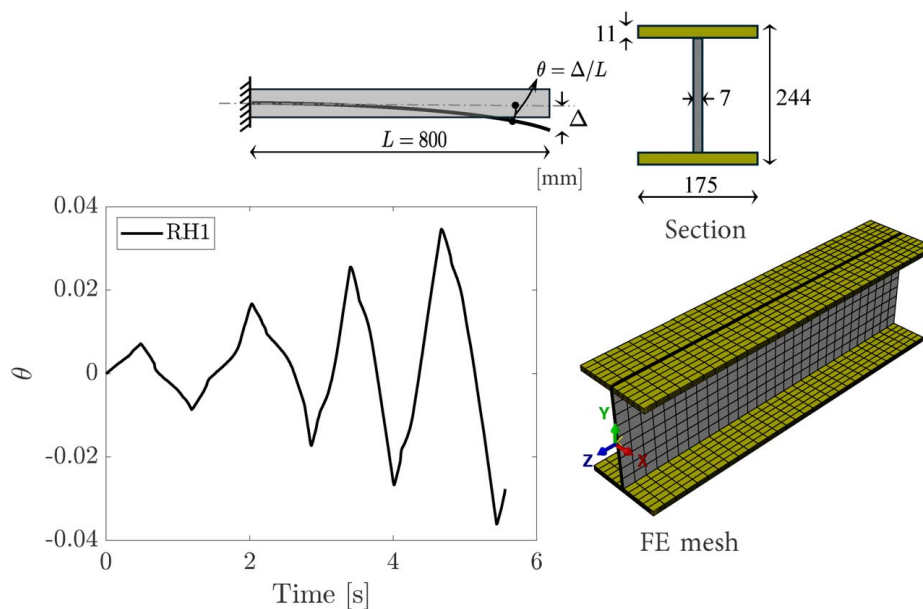 θ = Δ/L
Δ
L = 800
[mm]
11
7
244
175
Section
RH1
0.04
0.02
0
-0.02
-0.04
θ
0 2 4 6
Time [s]
Y
Z X
FE mesh